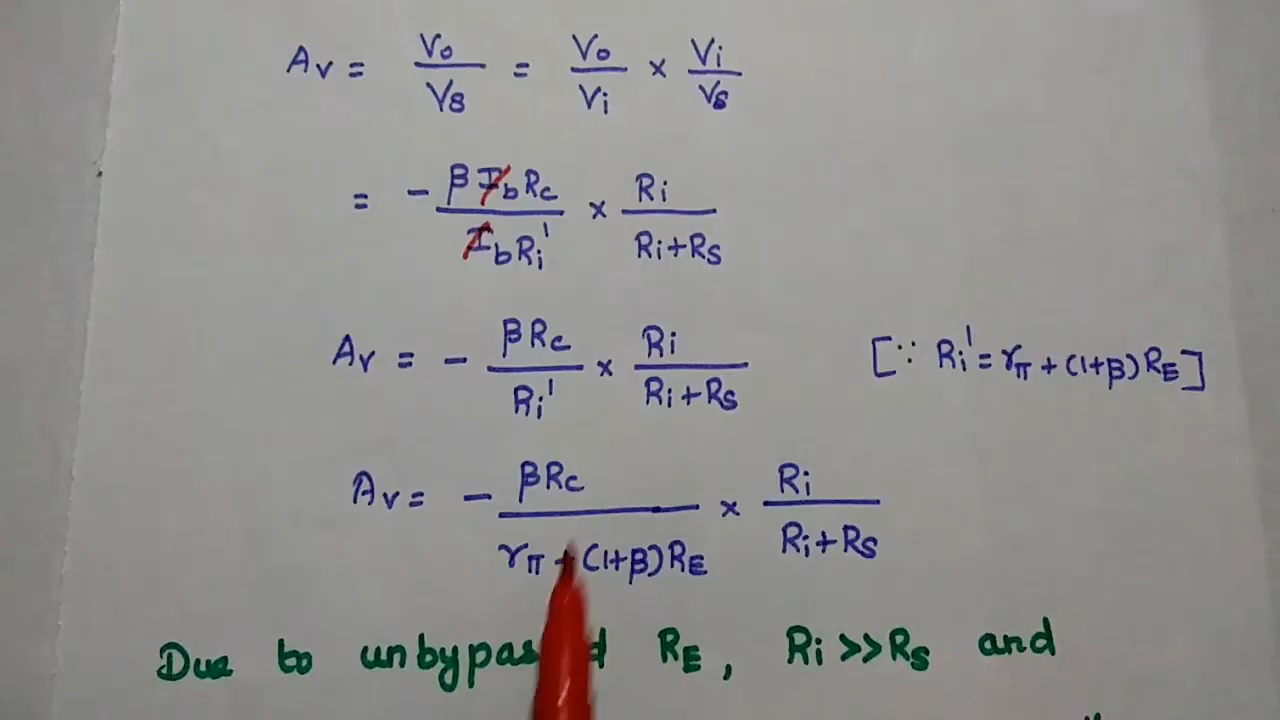 Av = Vo/Vs = Vo/Vi × Vi/Vs
= - βIbRc/IbRi' × Ri/Ri+Rs
Av = - βRc/Ri' × Ri/Ri+Rs [∵ Ri' = rπ + (1+β)RE]
Av = - βRc/rπ + (1+β)RE × Ri/Ri+Rs
Due to unbypassed RE, Ri >> Rs and